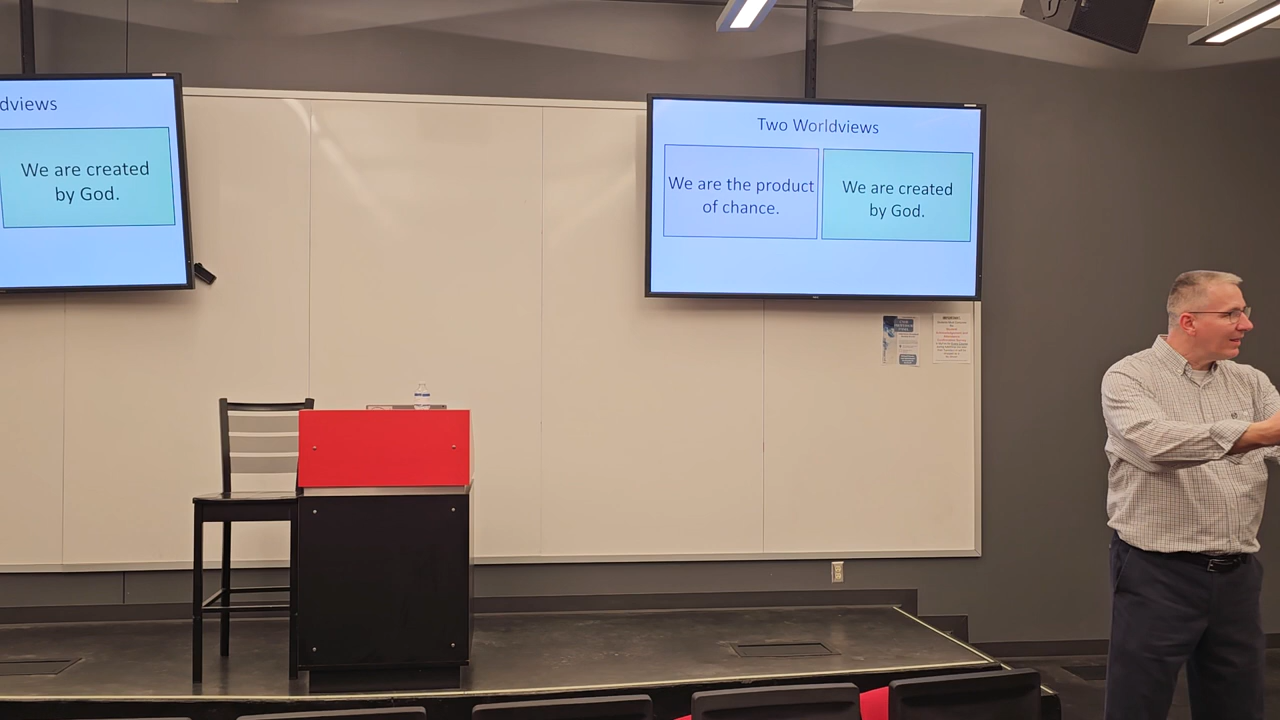 dviews
We are created
by God.
Two Worldviews
We are the product
of chance.
We are created
by God.